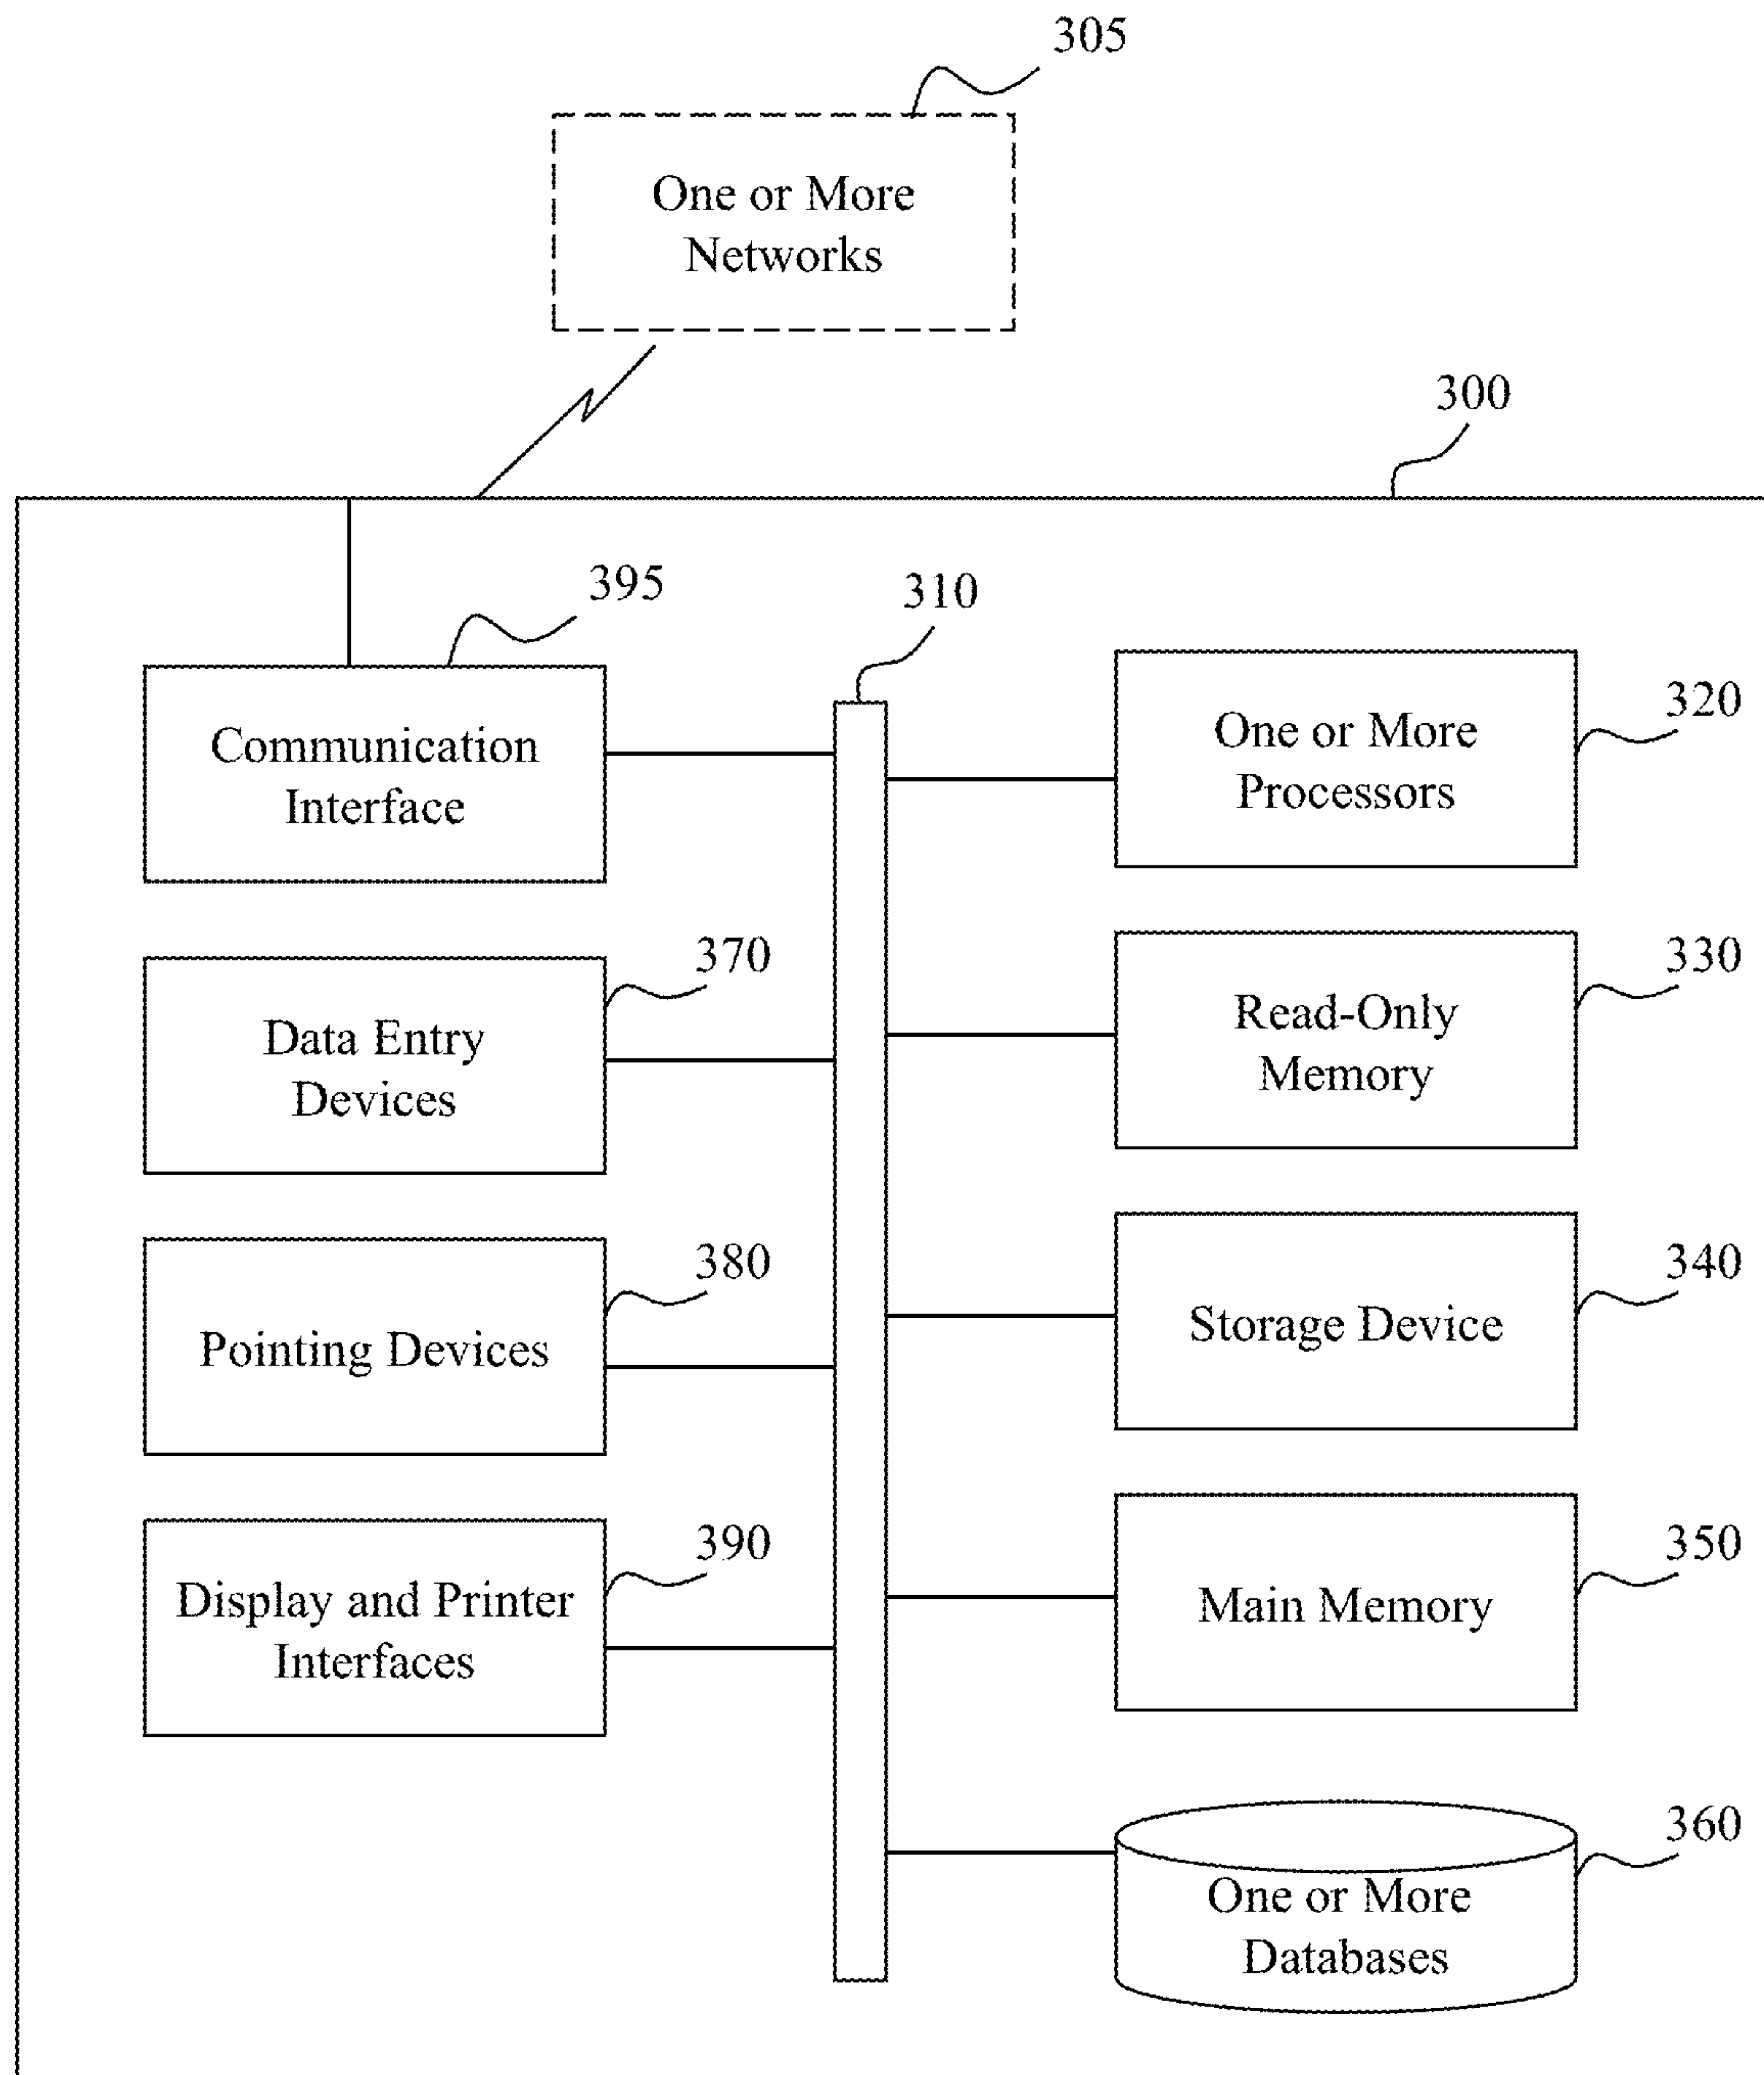 305
One or More
Networks
300
395
310
Communication
Interface
320
One or More
Processors
370
Data Entry
Devices
330
Read-Only
Memory
380
Pointing Devices
340
Storage Device
390
Display and Printer
Interfaces
350
Main Memory
360
One or More
Databases